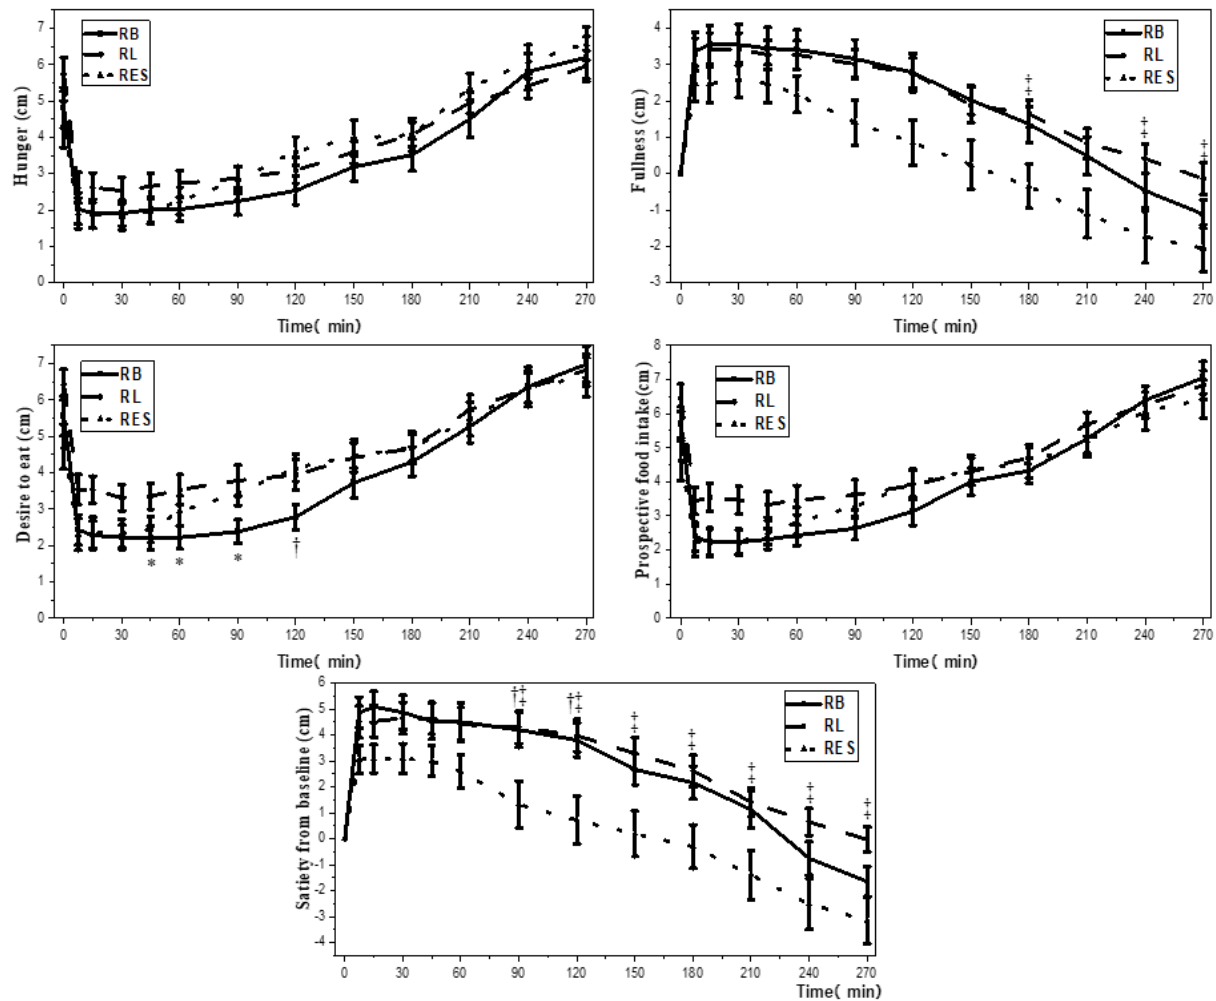 Hunger (cm)
7
6
5
4
3
2
1
0
RB
RL
RES
0 30 60 90 120 150 180 210 240 270
Time( min)
Fullness (cm)
4
3
2
1
0
-1
-2
-3
RB
RL
RES
‡ ‡ ‡
0 30 60 90 120 150 180 210 240 270
Time( min)
Desire to eat (cm)
7
6
5
4
3
2
1
0
RB
RL
RES
* * * †
0 30 60 90 120 150 180 210 240 270
Time( min)
Prospective food intake(cm)
8
7
6
5
4
3
2
1
0
RB
RL
RES
0 30 60 90 120 150 180 210 240 270
Time( min)
Satiety from baseline (cm)
6
5
4
3
2
1
0
-1
-2
-3
-4
RB
RL
RES
†‡ †‡ ‡ ‡ ‡ ‡ ‡
0 30 60 90 120 150 180 210 240 270
Time( min)